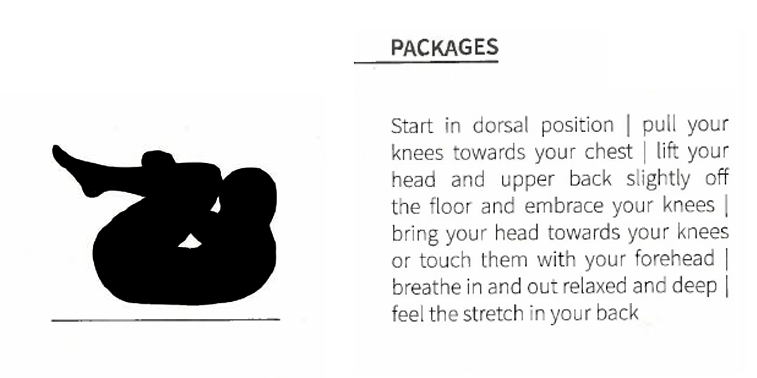 PACKAGES
Start in dorsal position | pull your
knees towards your chest | lift your
head and upper back slightly off
the floor and embrace your knees |
bring your head towards your knees
or touch them with your forehead |
breathe in and out relaxed and deep |
feel the stretch in your back